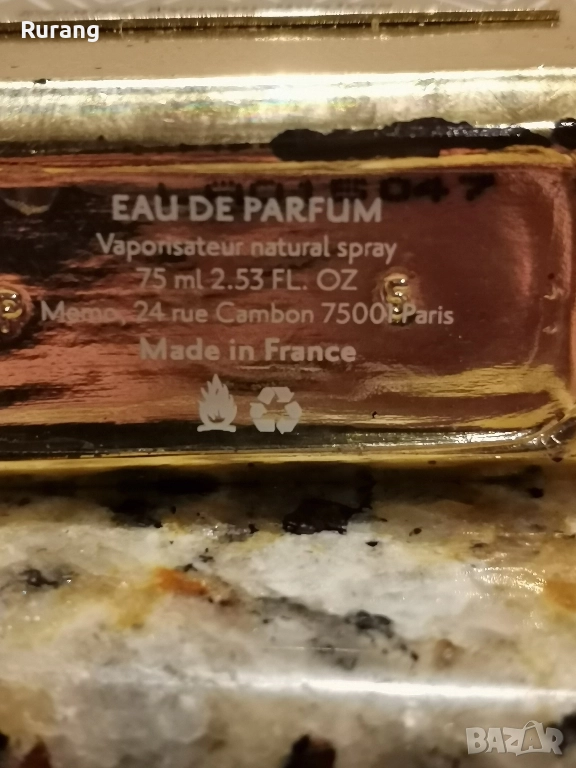 Rurang
EAU DE PARFUM
Vaporisateur natural spray
75 ml 2.53 FL. OZ
Memo, 24 rue Cambon 75001 Paris
Made in France
BAZAR